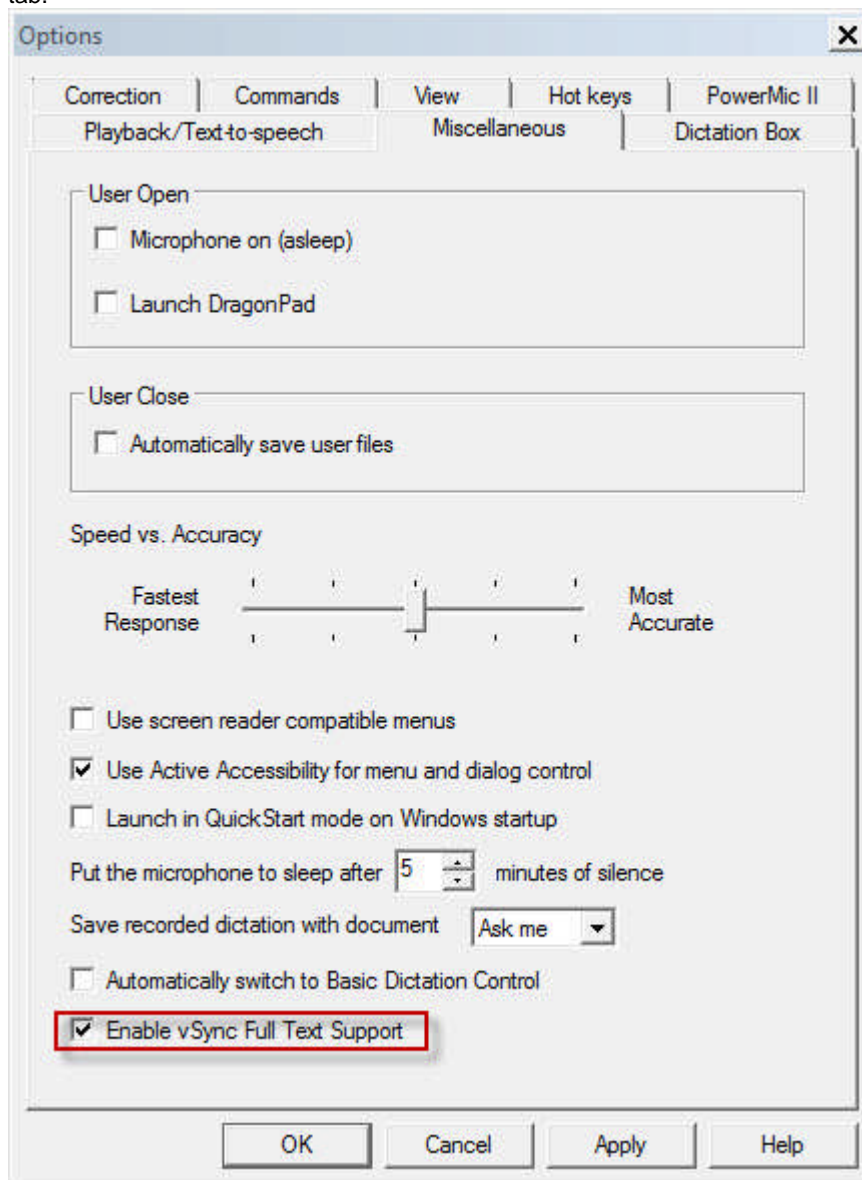 tab.
Options
Correction Commands View Hot keys PowerMic II
Playback/Text-to-speech Miscellaneous Dictation Box
User Open
Microphone on (asleep)
Launch DragonPad
User Close
Automatically save user files
Speed vs. Accuracy
Fastest Most
Response Accurate
Use screen reader compatible menus
Use Active Accessibility for menu and dialog control
Launch in QuickStart mode on Windows startup
Put the microphone to sleep after 5 minutes of silence
Save recorded dictation with document Ask me
Automatically switch to Basic Dictation Control
Enable vSync Full Text Support
OK Cancel Apply Help